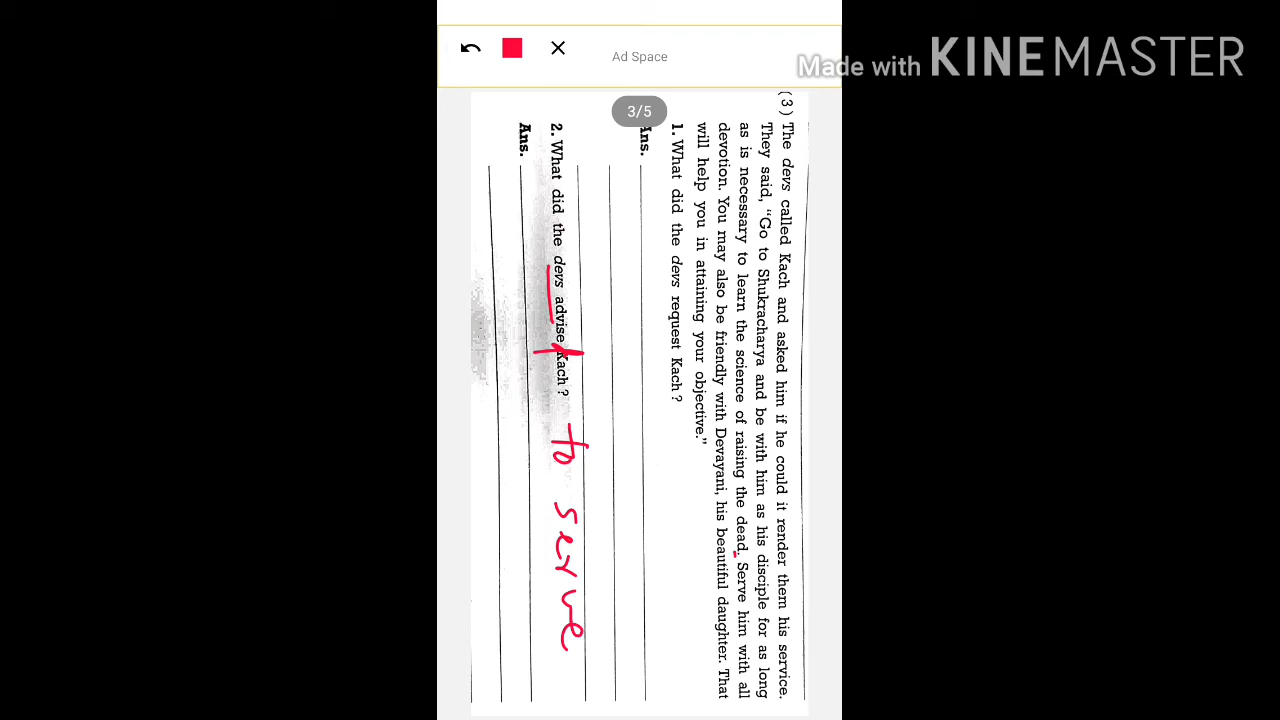 Ad Space
Made with KINEMASTER
3/5
(3) The devs called Kach and asked him if he could it render them his service.
They said, "Go to Shukracharya and be with him as his disciple for as long
as is necessary to learn the science of raising the dead. Serve him with all
devotion. You may also be friendly with Devayani, his beautiful daughter. That
will help you in attaining your objective."
1. What did the devs request Kach?
Ans.
2. What did the devs advise Kach?
to serve
Ans.